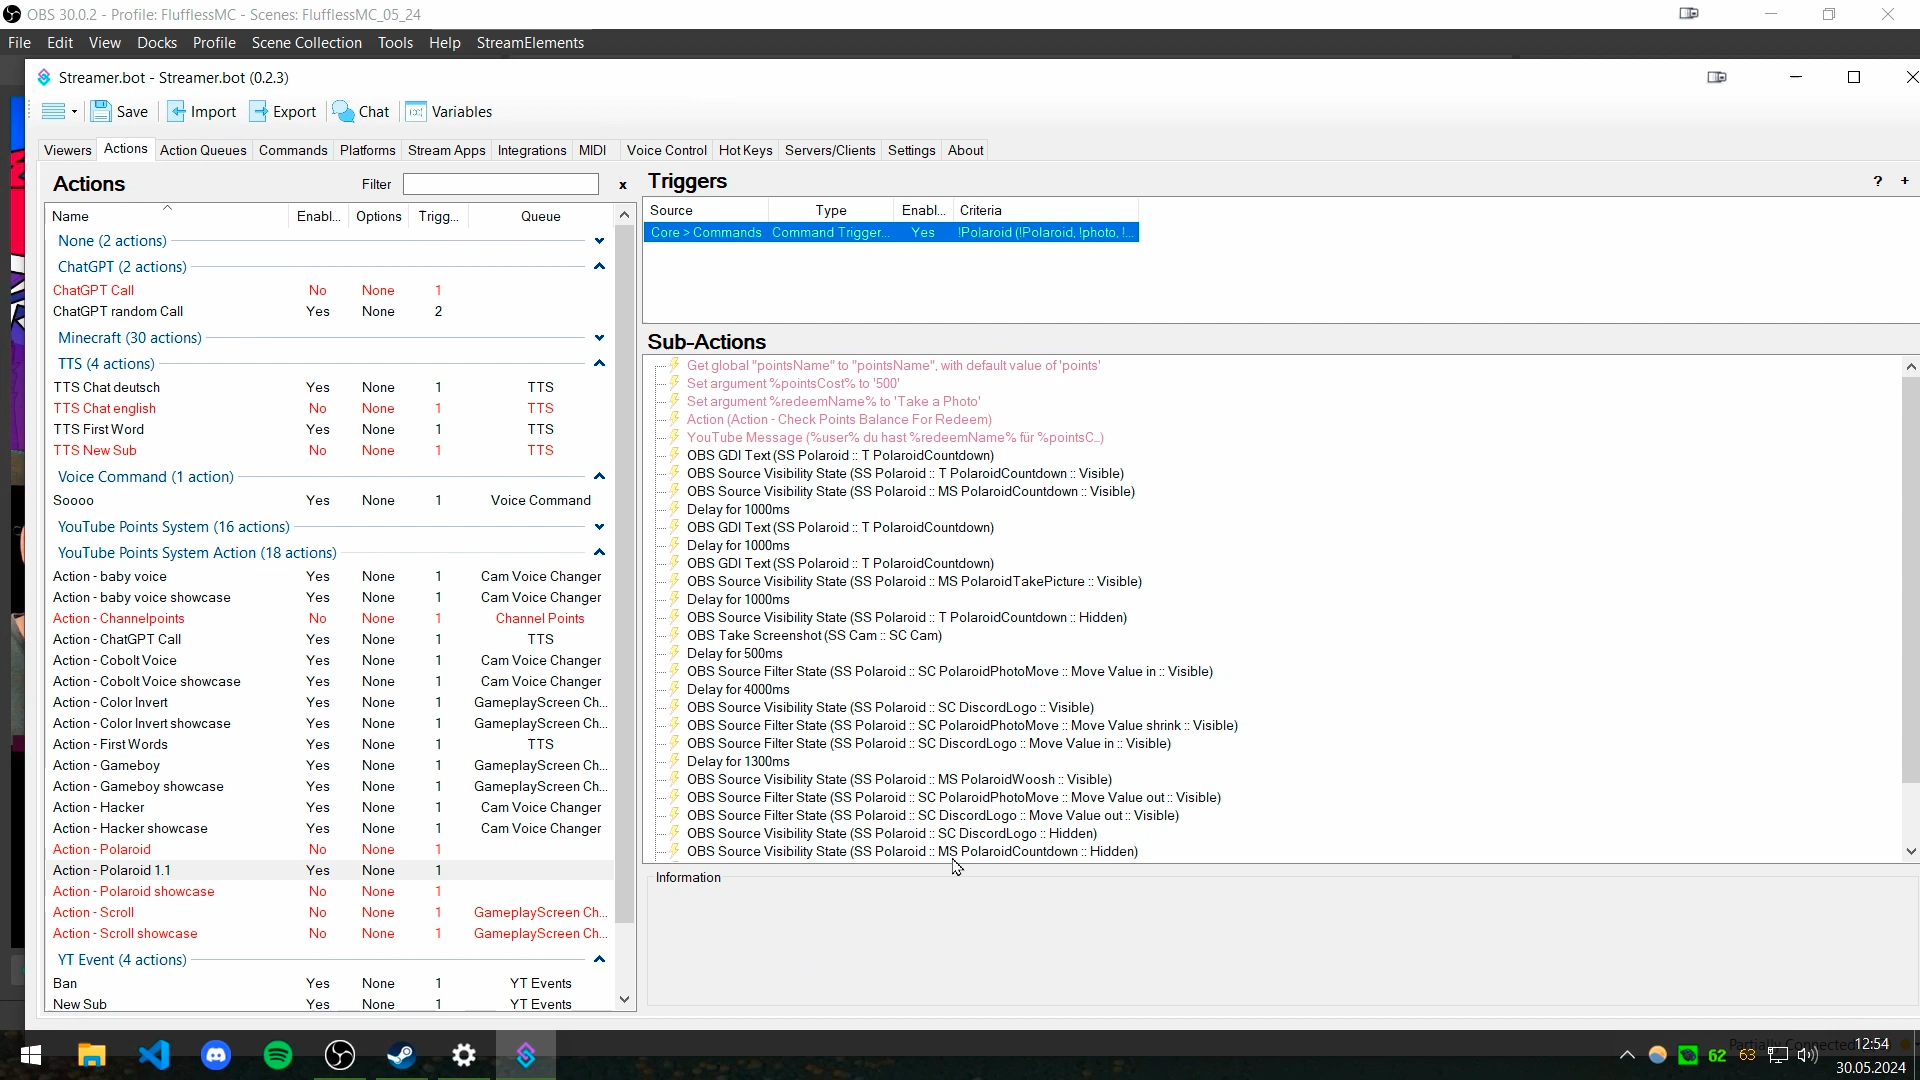 OBS 30.0.2 - Profile: FlufflessMC - Scenes: FlufflessMC_05_24
File Edit View Docks Profile Scene Collection Tools Help StreamElements
Streamer.bot - Streamer.bot (0.2.3)
Save Import Export Chat Variables
Viewers Actions Action Queues Commands Platforms Stream Apps Integrations MIDI Voice Control Hot Keys Servers/Clients Settings About
Actions Filter x
Name Enabl... Options Trigg... Queue
None (2 actions)
ChatGPT (2 actions)
ChatGPT Call No None 1
ChatGPT random Call Yes None 2
Minecraft (30 actions)
TTS (4 actions)
TTS Chat deutsch Yes None 1 TTS
TTS Chat english No None 1 TTS
TTS First Word Yes None 1 TTS
TTS New Sub No None 1 TTS
Voice Command (1 action)
Soooo Yes None 1 Voice Command
YouTube Points System (16 actions)
YouTube Points System Action (18 actions)
Action - baby voice Yes None 1 Cam Voice Changer
Action - baby voice showcase Yes None 1 Cam Voice Changer
Action - Channelpoints No None 1 Channel Points
Action - ChatGPT Call Yes None 1 TTS
Action - Cobolt Voice Yes None 1 Cam Voice Changer
Action - Cobolt Voice showcase Yes None 1 Cam Voice Changer
Action - Color Invert Yes None 1 GameplayScreen Ch...
Action - Color Invert showcase Yes None 1 GameplayScreen Ch...
Action - First Words Yes None 1 TTS
Action - Gameboy Yes None 1 GameplayScreen Ch...
Action - Gameboy showcase Yes None 1 GameplayScreen Ch...
Action - Hacker Yes None 1 Cam Voice Changer
Action - Hacker showcase Yes None 1 Cam Voice Changer
Action - Polaroid No None 1
Action - Polaroid 1.1 Yes None 1
Action - Polaroid showcase No None 1
Action - Scroll No None 1 GameplayScreen Ch...
Action - Scroll showcase No None 1 GameplayScreen Ch...
YT Event (4 actions)
Ban Yes None 1 YT Events
New Sub Yes None 1 YT Events
Triggers ? +
Source Type Enabl... Criteria
Core > Commands Command Trigger... Yes !Polaroid (!Polaroid, !photo, !...
Sub-Actions
Get global "pointsName" to "pointsName", with default value of 'points'
Set argument %pointsCost% to '500'
Set argument %redeemName% to 'Take a Photo'
Action (Action - Check Points Balance For Redeem)
YouTube Message (%user% du hast %redeemName% für %pointsC...)
OBS GDI Text (SS Polaroid :: T PolaroidCountdown)
OBS Source Visibility State (SS Polaroid :: T PolaroidCountdown :: Visible)
OBS Source Visibility State (SS Polaroid :: MS PolaroidCountdown :: Visible)
Delay for 1000ms
OBS GDI Text (SS Polaroid :: T PolaroidCountdown)
Delay for 1000ms
OBS GDI Text (SS Polaroid :: T PolaroidCountdown)
OBS Source Visibility State (SS Polaroid :: MS PolaroidTakePicture :: Visible)
Delay for 1000ms
OBS Source Visibility State (SS Polaroid :: T PolaroidCountdown :: Hidden)
OBS Take Screenshot (SS Cam :: SC Cam)
Delay for 500ms
OBS Source Filter State (SS Polaroid :: SC PolaroidPhotoMove :: Move Value in :: Visible)
Delay for 4000ms
OBS Source Visibility State (SS Polaroid :: SC DiscordLogo :: Visible)
OBS Source Filter State (SS Polaroid :: SC PolaroidPhotoMove :: Move Value shrink :: Visible)
OBS Source Filter State (SS Polaroid :: SC DiscordLogo :: Move Value in :: Visible)
Delay for 1300ms
OBS Source Visibility State (SS Polaroid :: MS PolaroidWoosh :: Visible)
OBS Source Filter State (SS Polaroid :: SC PolaroidPhotoMove :: Move Value out :: Visible)
OBS Source Filter State (SS Polaroid :: SC DiscordLogo :: Move Value out :: Visible)
OBS Source Visibility State (SS Polaroid :: SC DiscordLogo :: Hidden)
OBS Source Visibility State (SS Polaroid :: MS PolaroidCountdown :: Hidden)
Information
Partially Connected
62 63 12:54
30.05.2024